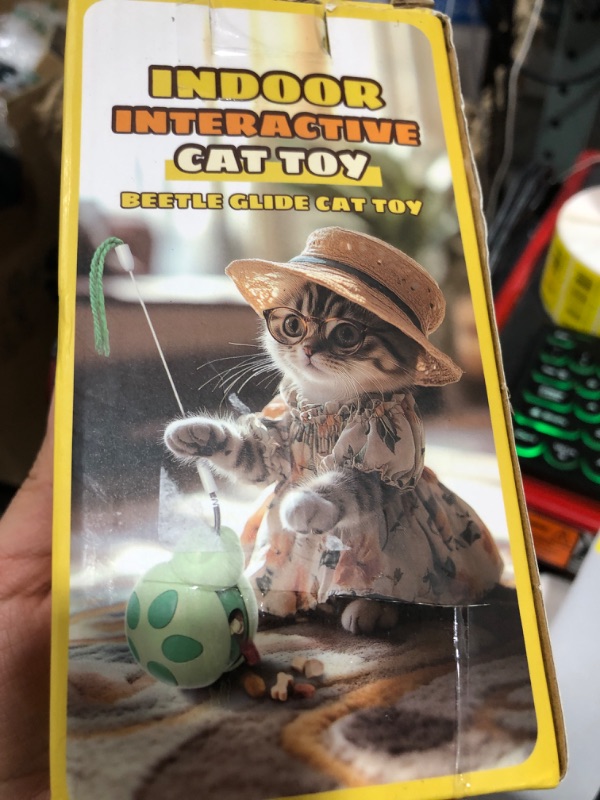 INDOOR
INTERACTIVE
CAT TOY
BEETLE GLIDE CAT TOY